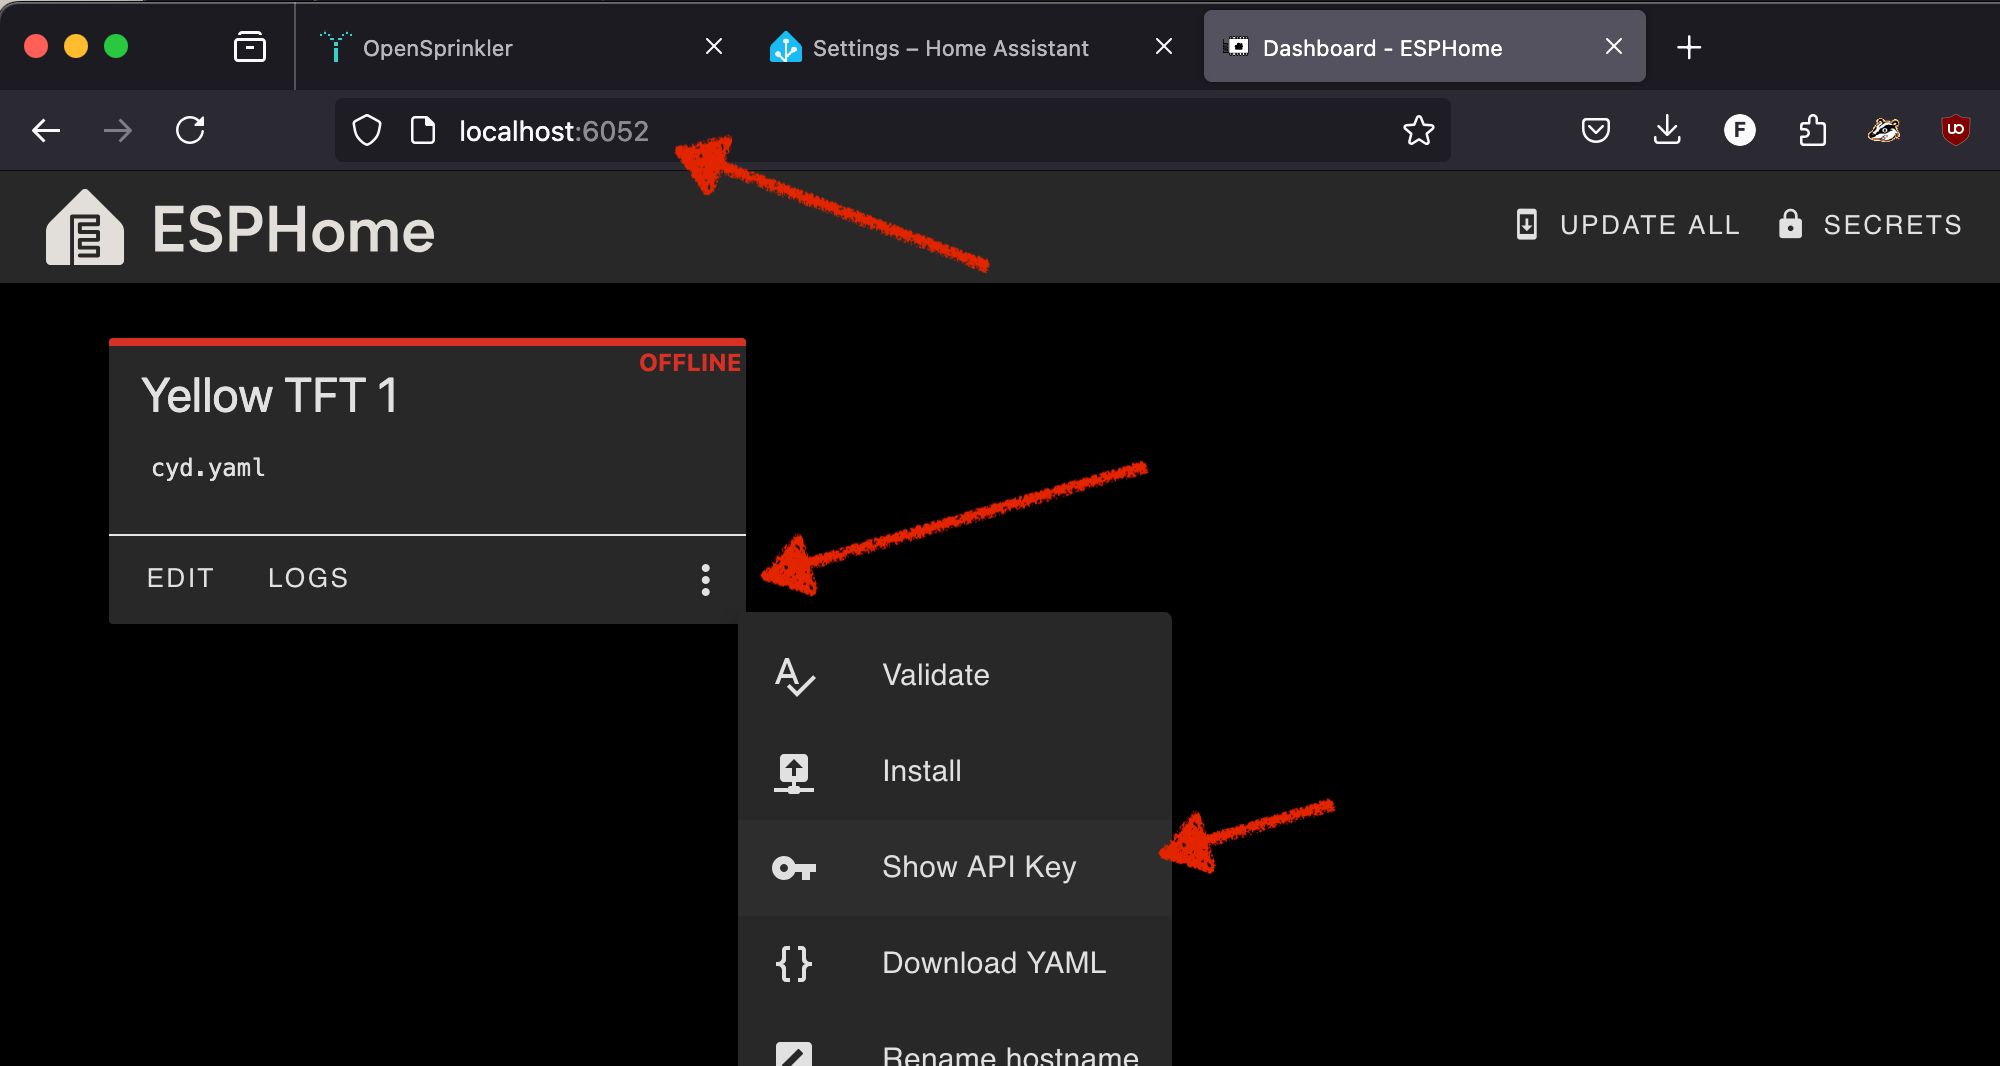 OpenSprinkler
Settings – Home Assistant
Dashboard - ESPHome
localhost:6052
F
UO
ESPHome
UPDATE ALL
SECRETS
OFFLINE
Yellow TFT 1
cyd.yaml
EDIT
LOGS
Validate
Install
Show API Key
Download YAML
Rename hostname